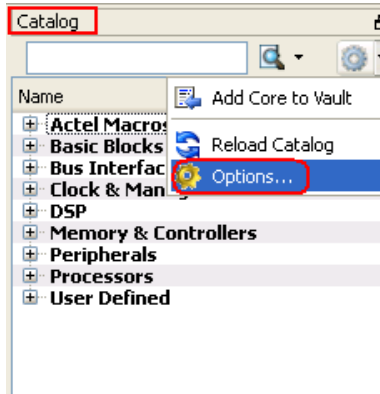 Catalog
Name
Add Core to Vault
Actel Macros
Reload Catalog
Basic Blocks
Bus Interfac
Options...
Clock & Man
DSP
Memory & Controllers
Peripherals
Processors
User Defined